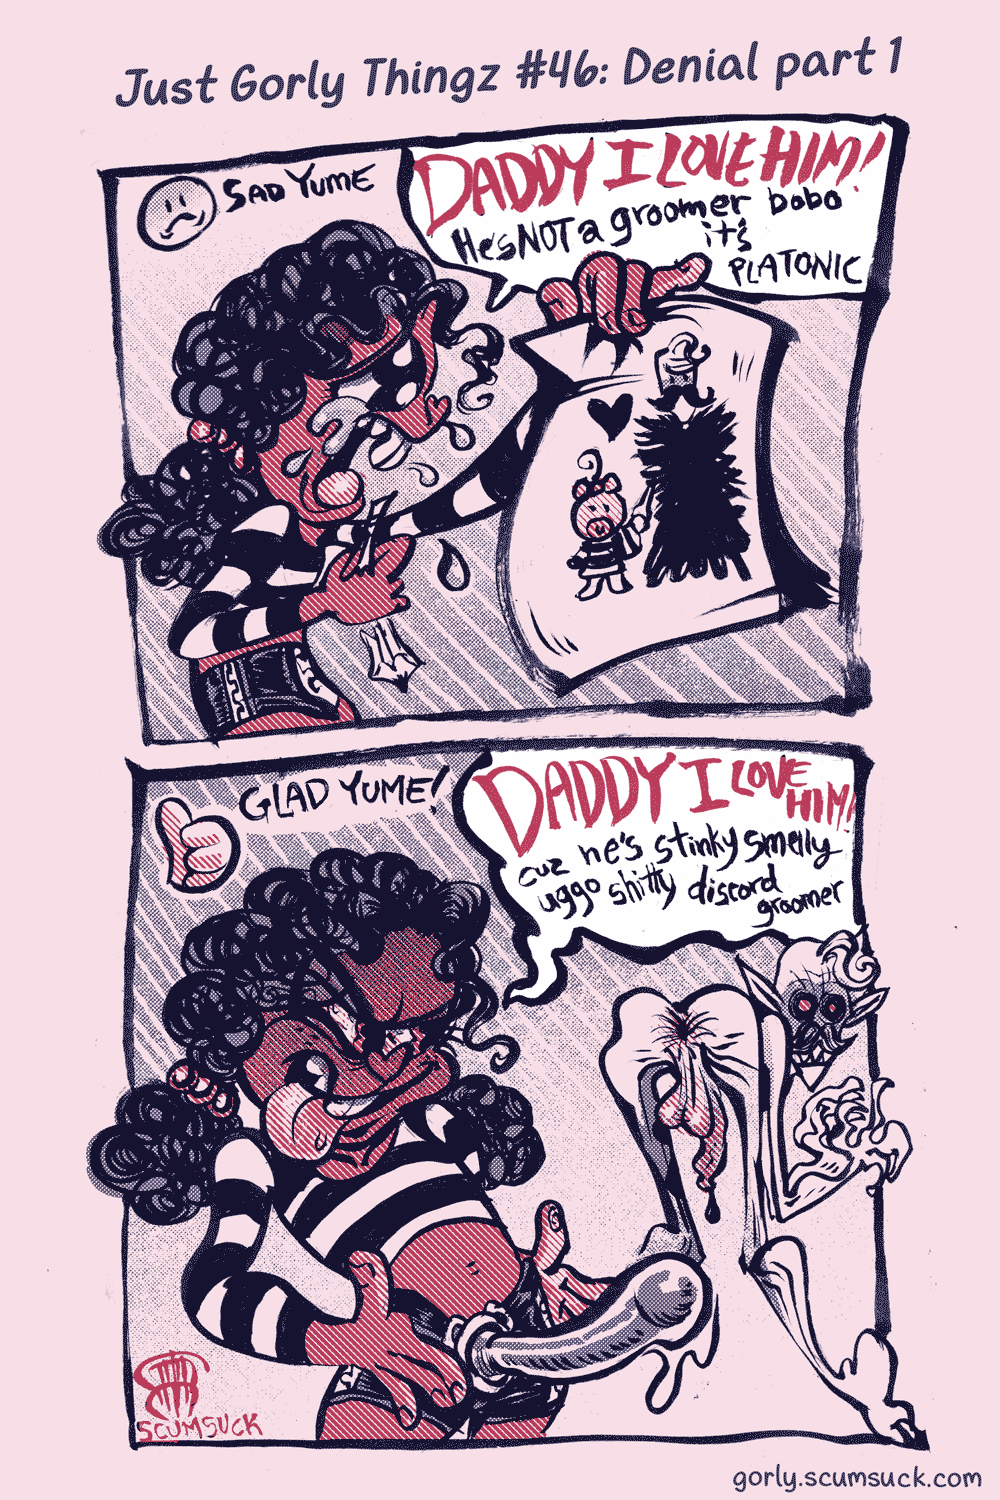 Just Gorly Thingz #46: Denial part 1
SAD YUME
DADDY I LOVE HIM!
He's NOT a groomer bobo
it's
PLATONIC
GLAD YUME!
DADDY I LOVE
HIM!
cuz he's stinky smelly
uggo shitty discord
groomer
SCUMSUCK
gorly.scumsuck.com